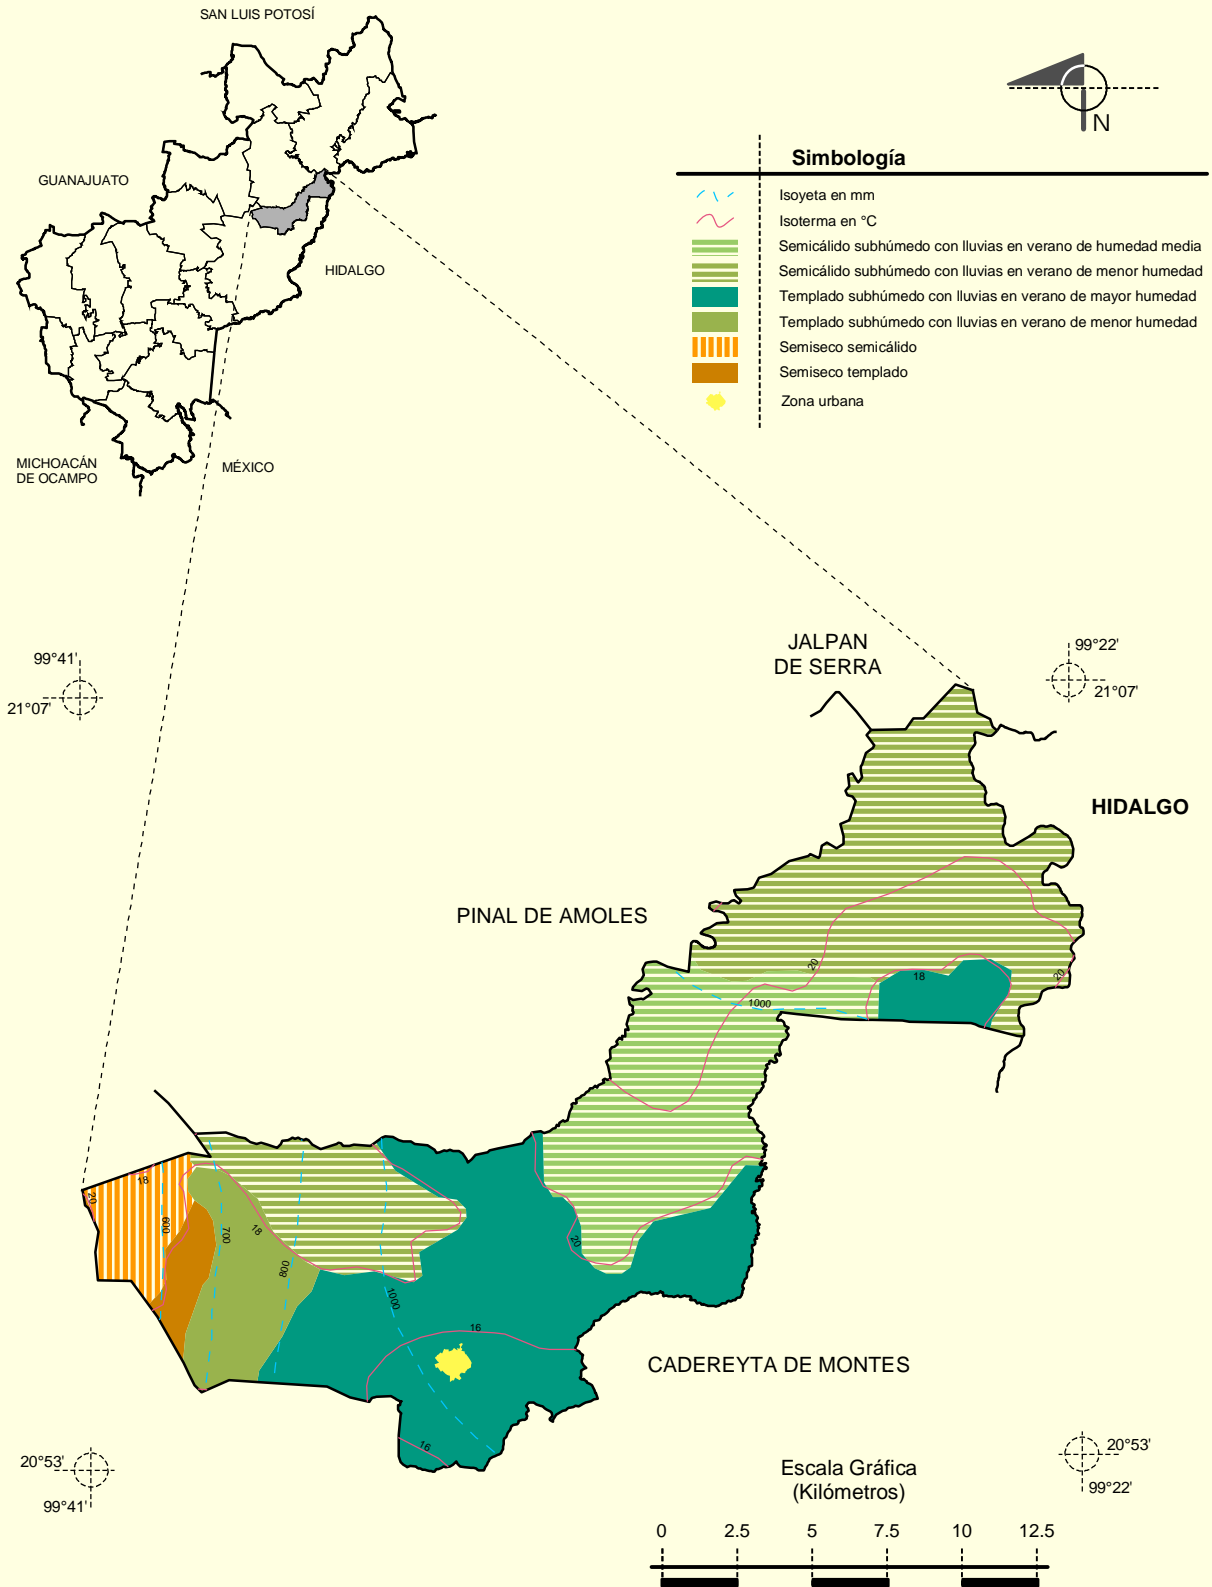 SAN LUIS POTOSÍ
GUANAJUATO
HIDALGO
MICHOACÁN
DE OCAMPO
MÉXICO
N
Simbología
Isoyeta en mm
Isoterma en °C
Semicálido subhúmedo con lluvias en verano de humedad media
Semicálido subhúmedo con lluvias en verano de menor humedad
Templado subhúmedo con lluvias en verano de mayor humedad
Templado subhúmedo con lluvias en verano de menor humedad
Semiseco semicálido
Semiseco templado
Zona urbana
99°41'
21°07'
JALPAN
DE SERRA
99°22'
21°07'
HIDALGO
PINAL DE AMOLES
20
18
20
1000
18
20
600
700
18
800
1000
20
16
16
CADEREYTA DE MONTES
20°53'
99°41'
20°53'
99°22'
Escala Gráfica
(Kilómetros)
0 2.5 5 7.5 10 12.5